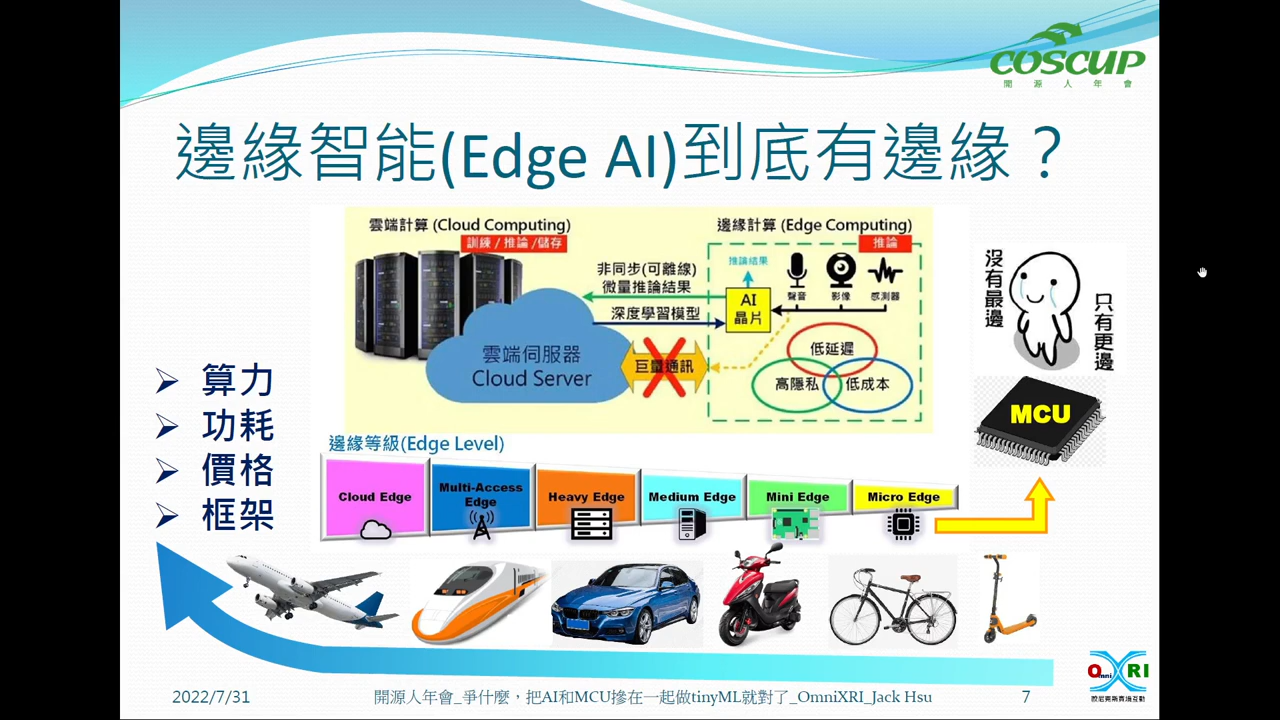 COSCUP
開源人年會
邊緣智能(Edge AI)到底有邊緣？
雲端計算 (Cloud Computing)
訓練 / 推論 /儲存
邊緣計算 (Edge Computing)
推論
非同步(可離線)
微量推論結果
深度學習模型
推論結果
AI
晶片
聲音
影像
感測器
雲端伺服器
Cloud Server
巨量通訊
低延遲
高隱私
低成本
沒有最邊
只有更邊
MCU
算力
功耗
價格
框架
邊緣等級(Edge Level)
Cloud Edge
Multi-Access
Edge
Heavy Edge
Medium Edge
Mini Edge
Micro Edge
2022/7/31
開源人年會_爭什麼，把AI和MCU摻在一起做tinyML就對了_OmniXRI_Jack Hsu
7
OmniXRI
歐尼克斯實境互動